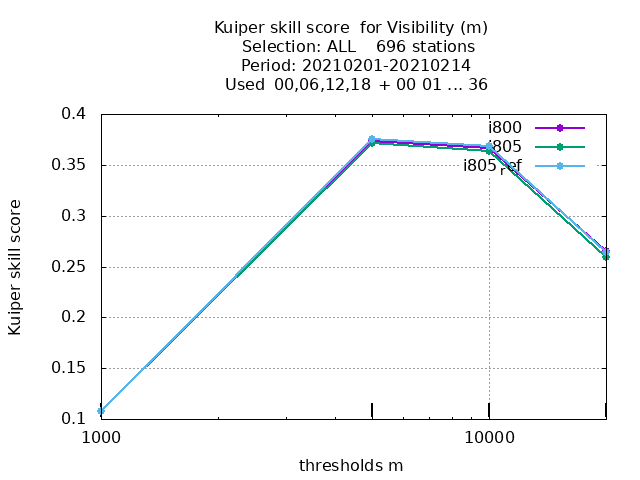 Kuiper skill score  for Visibility (m)
Selection: ALL    696 stations
Period: 20210201-20210214
Used  00,06,12,18  + 00 01 ... 36
0.4
0.35
0.3
0.25
0.2
0.15
0.1
Kuiper skill score
i800
i805
i805ref
1000
10000
thresholds m